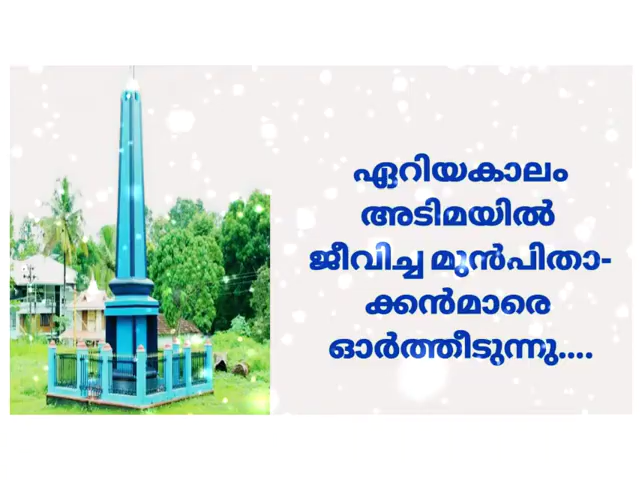 ഏറിയകാലം
അടിമയിൽ
ജീവിച്ച മുൻപിതാ-
ക്കൻമാരെ
ഓർത്തീടുന്നു....